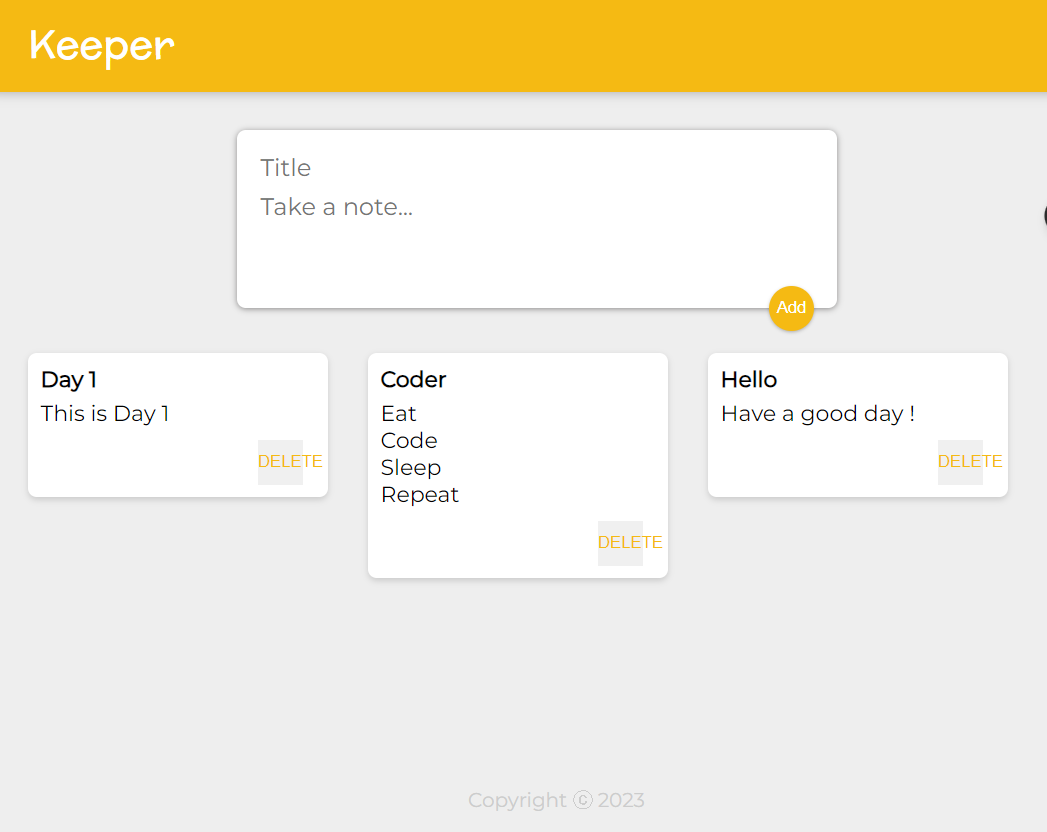 Keeper
Title
Take a note...
Add
Day 1
This is Day 1
DELETE
Coder
Eat
Code
Sleep
Repeat
DELETE
Hello
Have a good day !
DELETE
Copyright ⓒ 2023